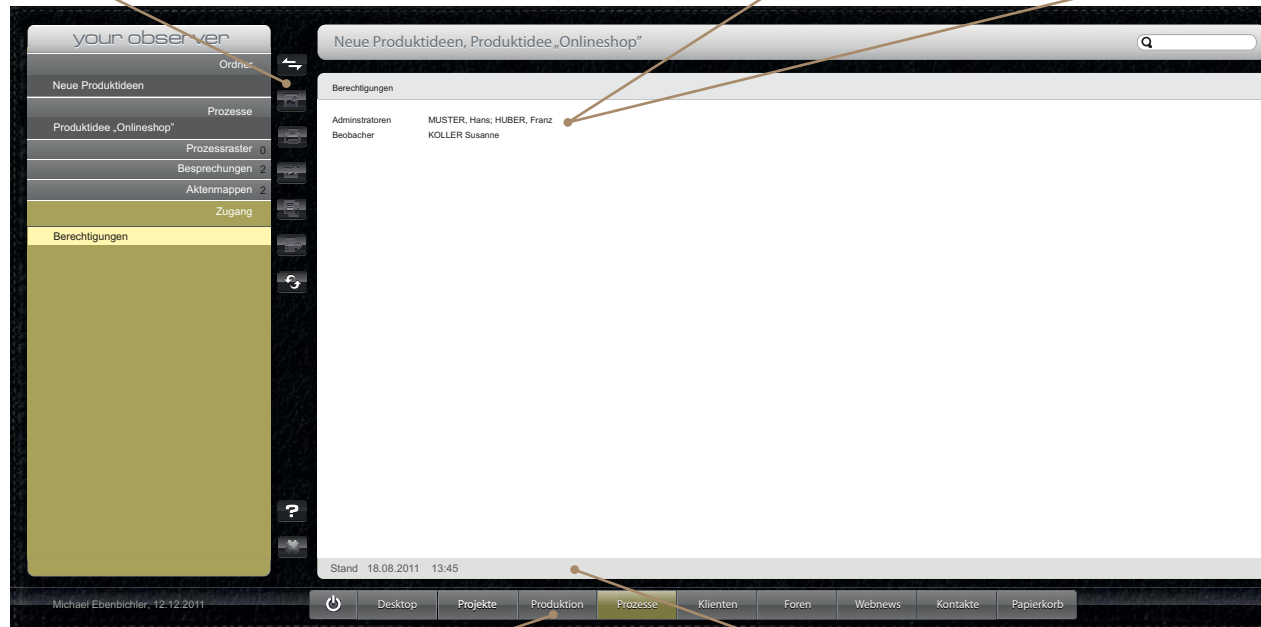 your observer
Ordner
Neue Produktideen
Prozesse
Produktidee „Onlineshop”
Prozessraster 0
Besprechungen 2
Aktenmappen 2
Zugang
Berechtigungen
Neue Produktideen, Produktidee „Onlineshop”
Berechtigungen
Adminstratoren MUSTER, Hans; HUBER, Franz
Beobacher KOLLER Susanne
?
Stand 18.08.2011 13:45
Michael Ebenbichler, 12.12.2011
Desktop Projekte Produktion Prozesse Klienten Foren Webnews Kontakte Papierkorb